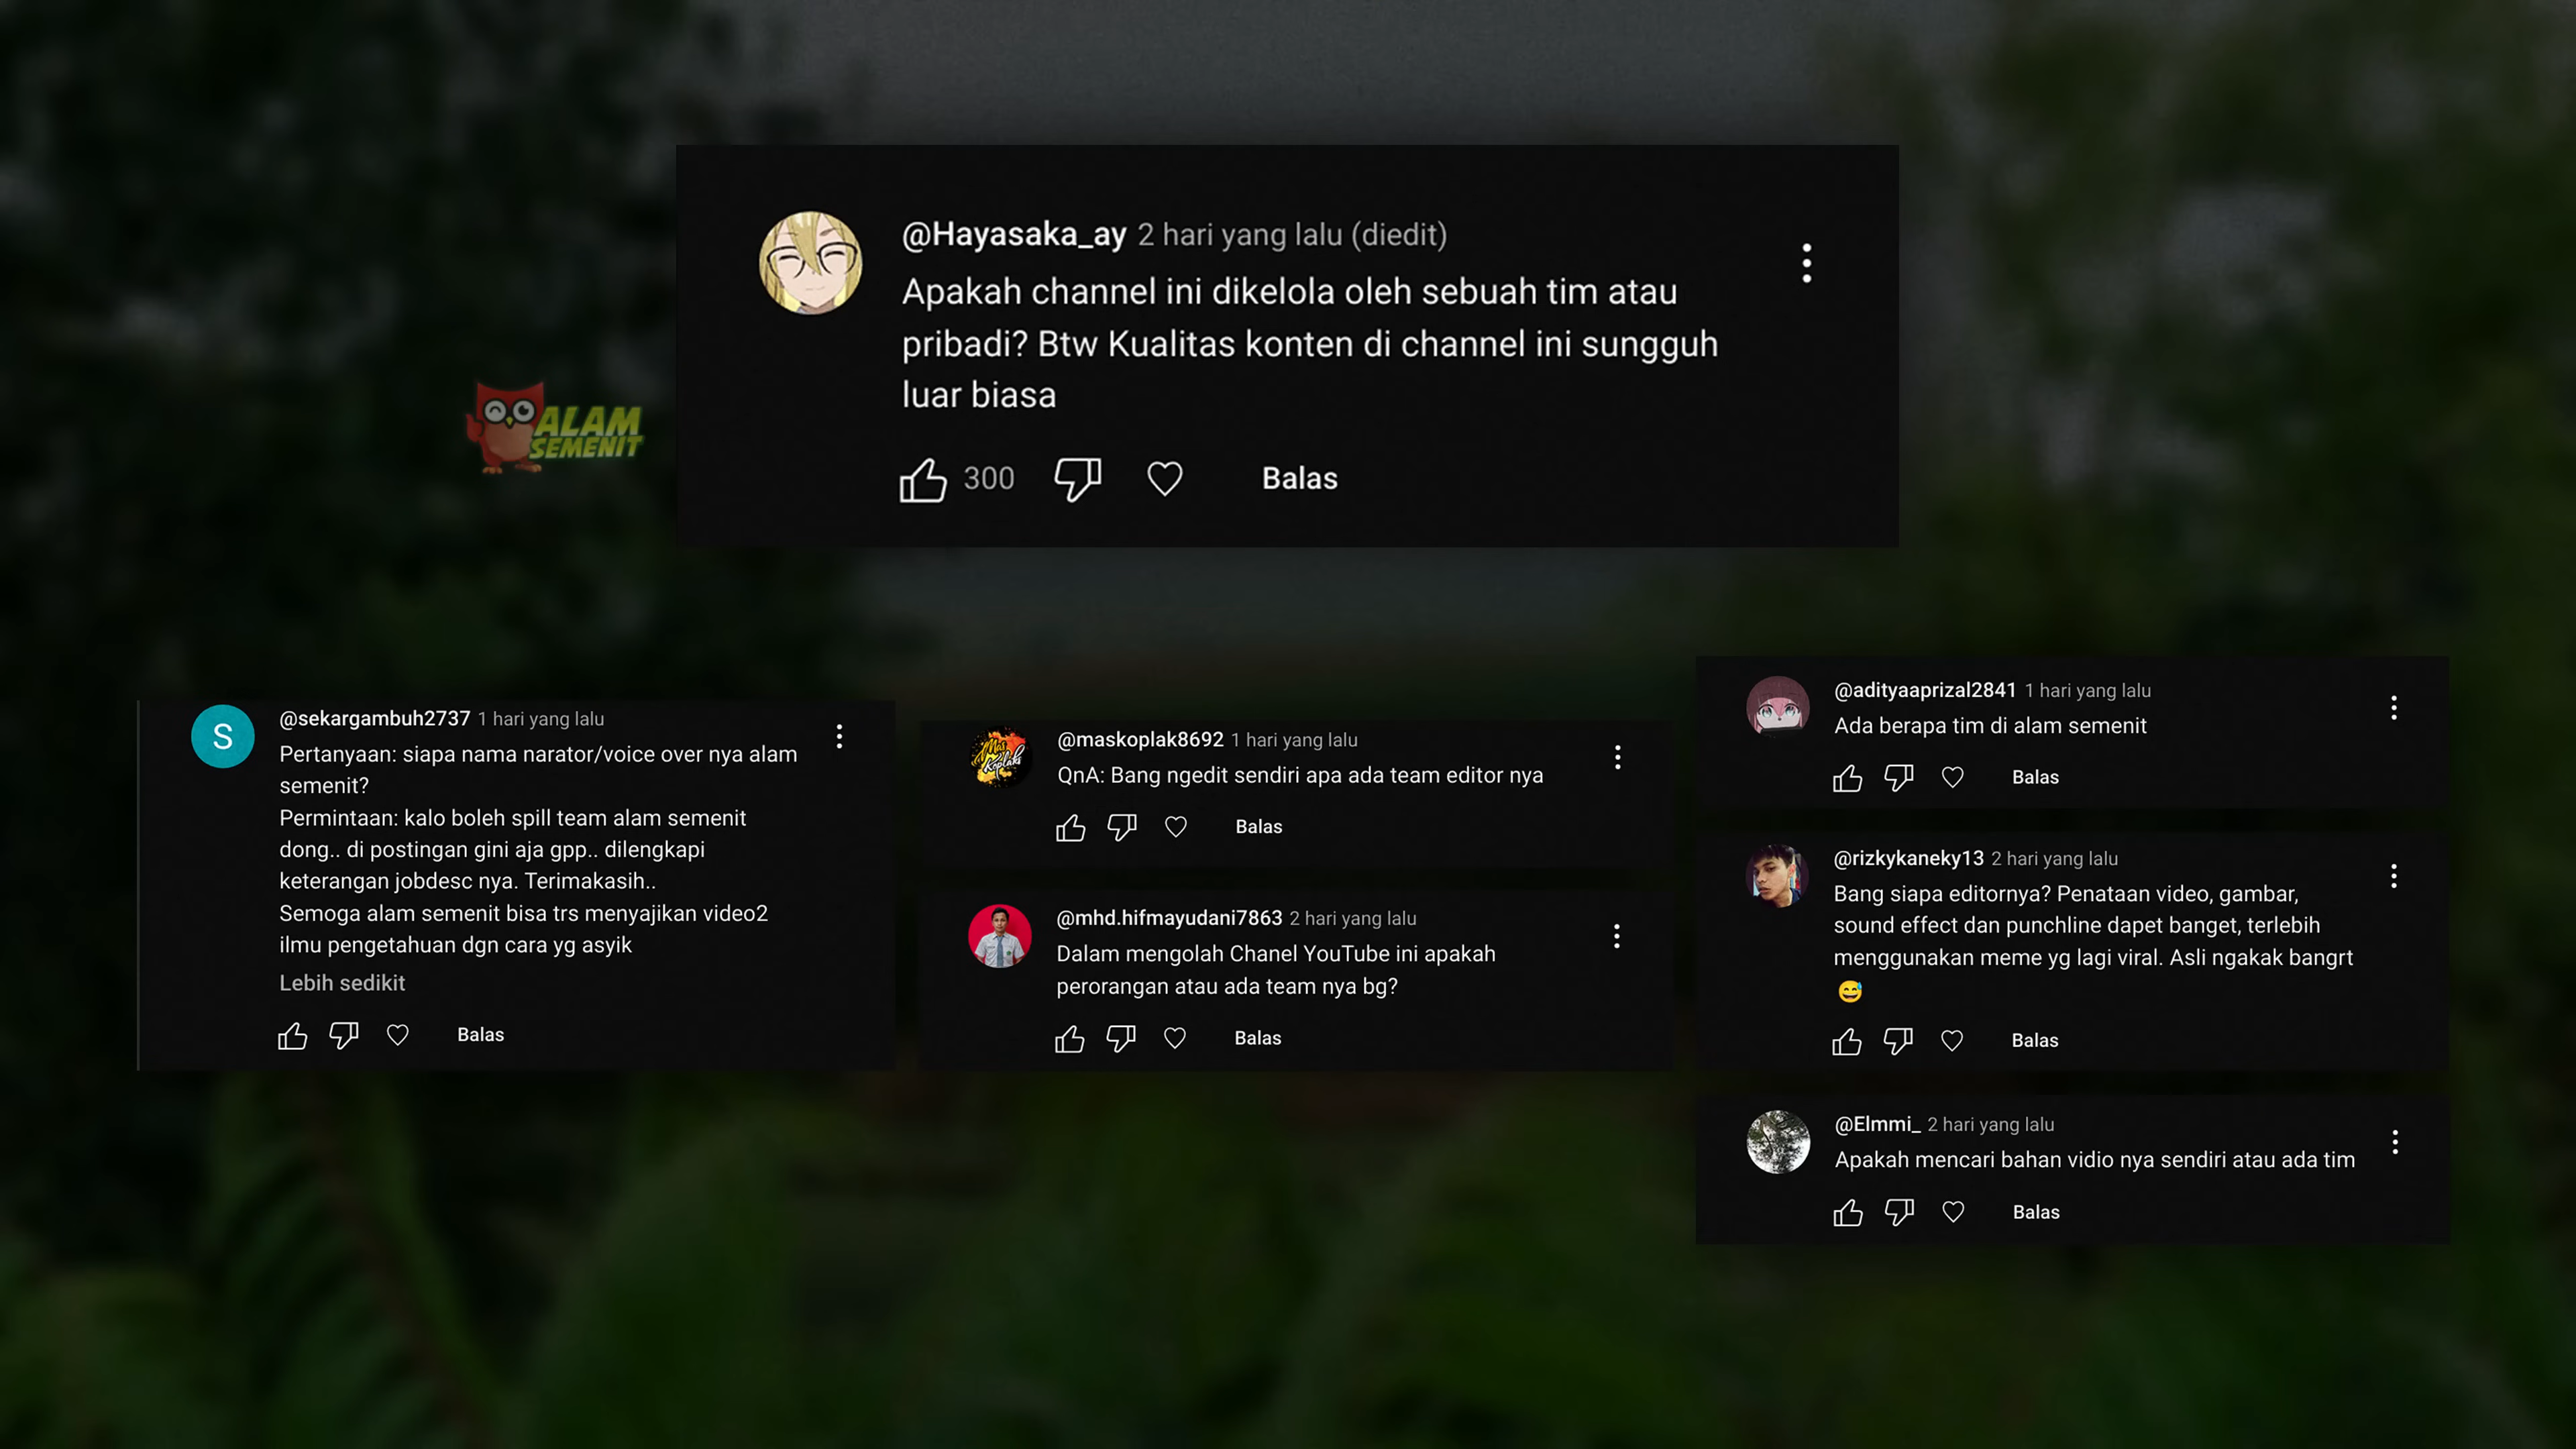 @Hayasaka_ay 2 hari yang lalu (diedit)
Apakah channel ini dikelola oleh sebuah tim atau
pribadi? Btw Kualitas konten di channel ini sungguh
luar biasa
300 Balas
ALAM
SEMENIT
S
@sekargambuh2737 1 hari yang lalu
Pertanyaan: siapa nama narator/voice over nya alam
semenit?
Permintaan: kalo boleh spill team alam semenit
dong.. di postingan gini aja gpp.. dilengkapi
keterangan jobdesc nya. Terimakasih..
Semoga alam semenit bisa trs menyajikan video2
ilmu pengetahuan dgn cara yg asyik
Lebih sedikit
Balas
Mas
Koplak
@maskoplak8692 1 hari yang lalu
QnA: Bang ngedit sendiri apa ada team editor nya
Balas
@mhd.hifmayudani7863 2 hari yang lalu
Dalam mengolah Chanel YouTube ini apakah
perorangan atau ada team nya bg?
Balas
@adityaaprizal2841 1 hari yang lalu
Ada berapa tim di alam semenit
Balas
@rizkykaneky13 2 hari yang lalu
Bang siapa editornya? Penataan video, gambar,
sound effect dan punchline dapet banget, terlebih
menggunakan meme yg lagi viral. Asli ngakak bangrt
😅
Balas
@Elmmi_ 2 hari yang lalu
Apakah mencari bahan vidio nya sendiri atau ada tim
Balas